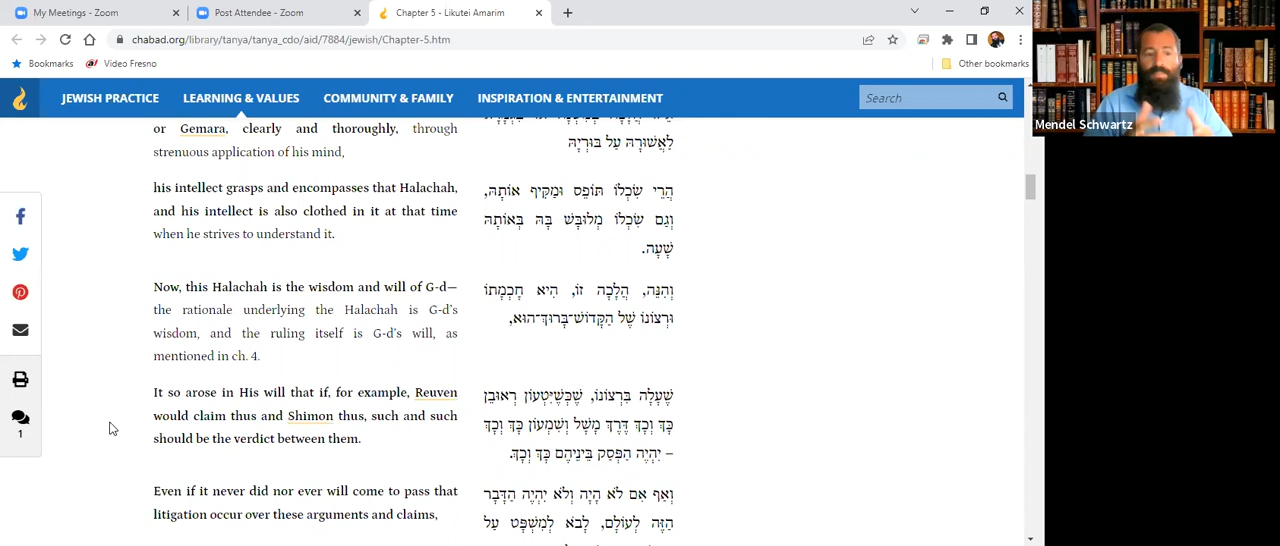 My Meetings - Zoom
Post Attendee - Zoom
Chapter 5 - Likutei Amarim
chabad.org/library/tanya/tanya_cdo/aid/7884/jewish/Chapter-5.htm
Bookmarks
Video Fresno
Other bookmarks
JEWISH PRACTICE
LEARNING & VALUES
COMMUNITY & FAMILY
INSPIRATION & ENTERTAINMENT
Search
Mendel Schwartz
or Gemara, clearly and thoroughly, through
strenuous application of his mind,
לַאֲשׁוּרָהּ עַל בּוּרְיָהּ
his intellect grasps and encompasses that Halachah,
and his intellect is also clothed in it at that time
when he strives to understand it.
הֲרֵי שִׂכְלוֹ תּוֹפֵס וּמַקִּיף אוֹתָהּ,
וְגַם שִׂכְלוֹ מְלוּבָּשׁ בָּהּ בְּאוֹתָהּ
שָׁעָה.
Now, this Halachah is the wisdom and will of G-d—
the rationale underlying the Halachah is G-d's
wisdom, and the ruling itself is G-d's will, as
mentioned in ch. 4.
וְהִנֵּה, הֲלָכָה זוֹ, הִיא חָכְמָתוֹ
וּרְצוֹנוֹ שֶׁל הַקָּדוֹשׁ־בָּרוּךְ־הוּא,
It so arose in His will that if, for example, Reuven
would claim thus and Shimon thus, such and such
should be the verdict between them.
שֶׁעָלָה בִּרְצוֹנוֹ, שֶׁכְּשֶׁיִּטְעוֹן רְאוּבֵן
כָּךְ וְכָךְ דֶּרֶךְ מָשָׁל וְשִׁמְעוֹן כָּךְ וְכָךְ
– יִהְיֶה הַפְּסַק בֵּינֵיהֶם כָּךְ וְכָךְ.
Even if it never did nor ever will come to pass that
litigation occur over these arguments and claims,
וְאַף אִם לֹא הָיָה וְלֹא יִהְיֶה הַדָּבָר
הַזֶּה לְעוֹלָם, לָבֹא לְמִשְׁפָּט עַל
1